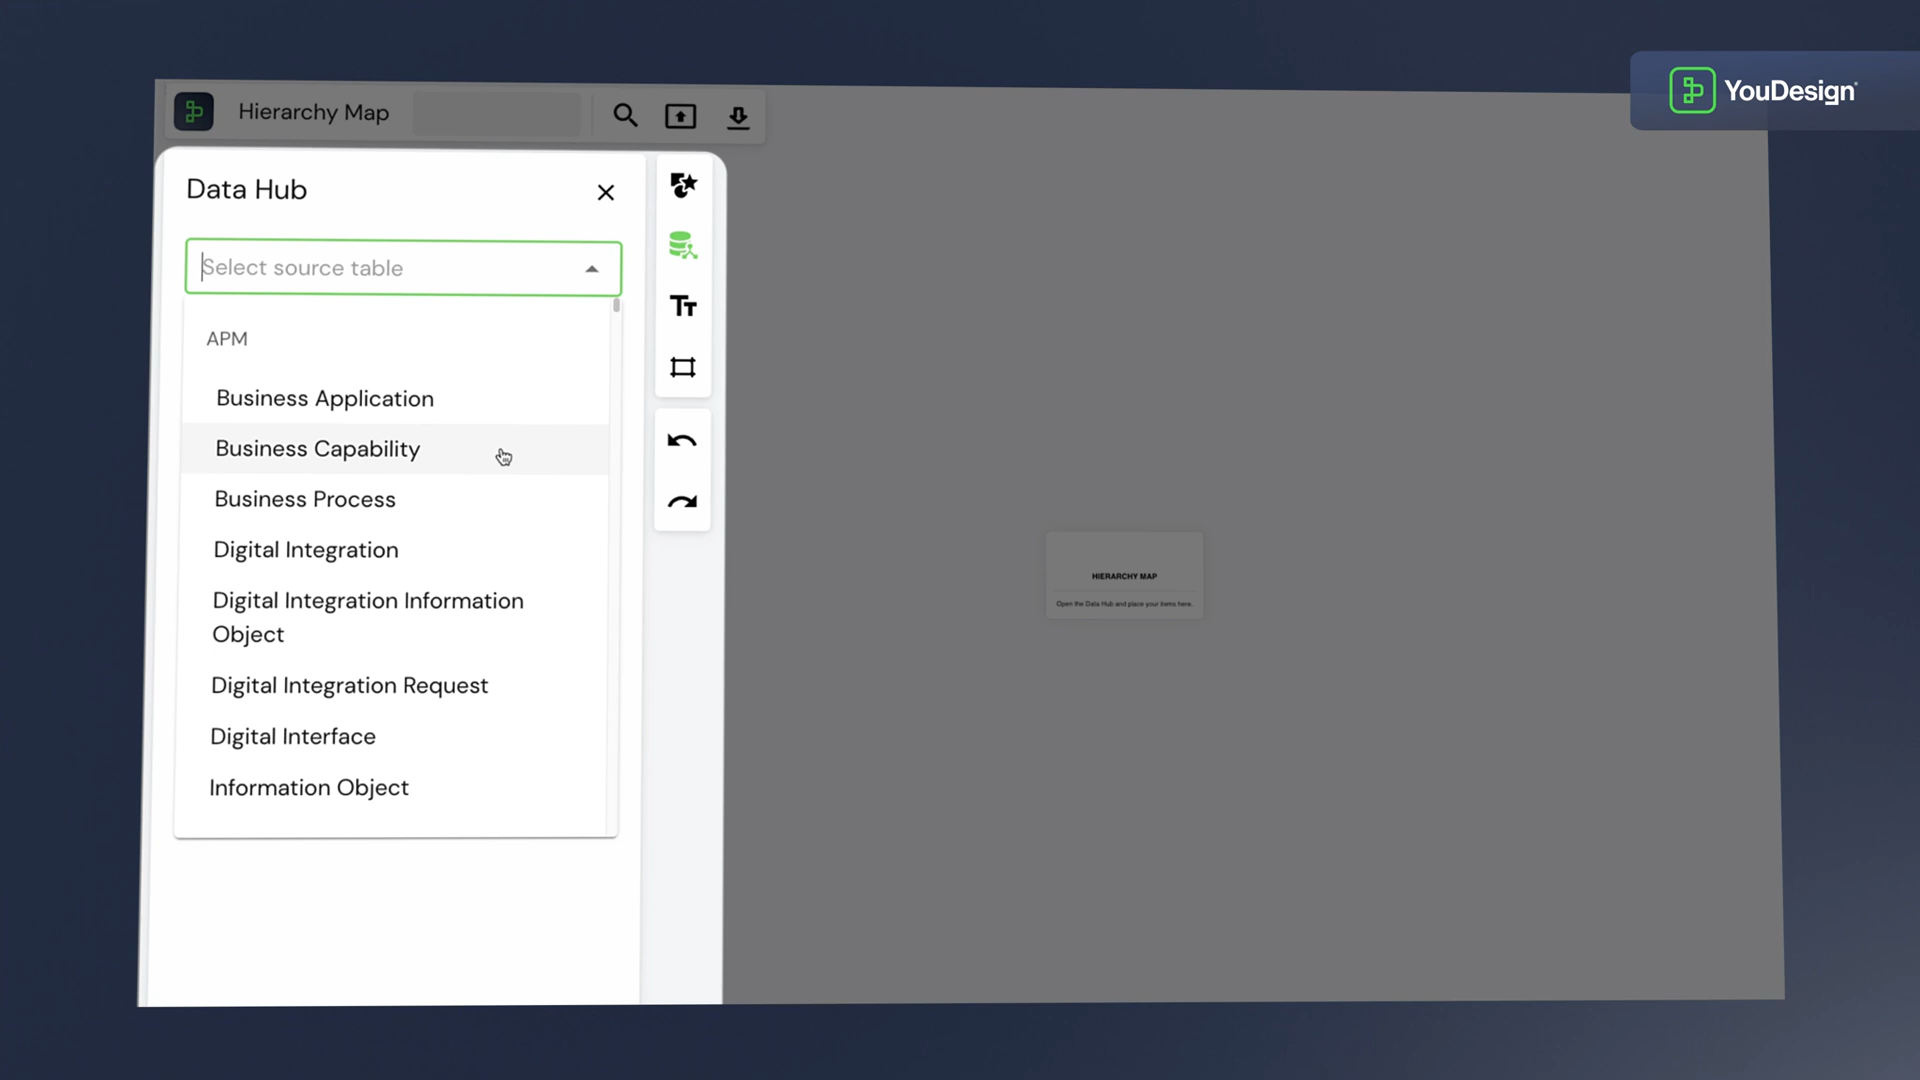 YouDesign
Hierarchy Map
Data Hub
Select source table
APM
Business Application
Business Capability
Business Process
Digital Integration
Digital Integration Information
Object
Digital Integration Request
Digital Interface
Information Object
Tт
HIERARCHY MAP
Open the Data Hub and place your items here.